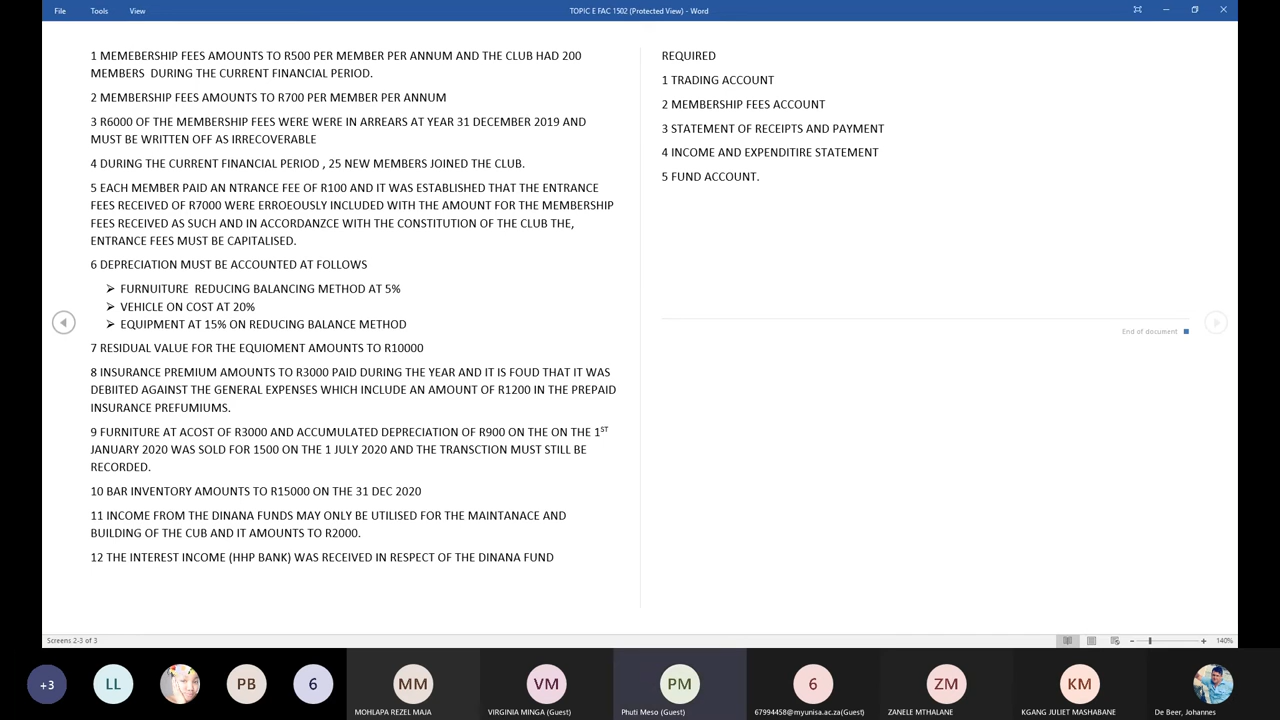 File Tools View TOPIC E FAC 1502 (Protected View) - Word
1 MEMEBERSHIP FEES AMOUNTS TO R500 PER MEMBER PER ANNUM AND THE CLUB HAD 200
MEMBERS DURING THE CURRENT FINANCIAL PERIOD.
2 MEMBERSHIP FEES AMOUNTS TO R700 PER MEMBER PER ANNUM
3 R6000 OF THE MEMBERSHIP FEES WERE WERE IN ARREARS AT YEAR 31 DECEMBER 2019 AND
MUST BE WRITTEN OFF AS IRRECOVERABLE
4 DURING THE CURRENT FINANCIAL PERIOD , 25 NEW MEMBERS JOINED THE CLUB.
5 EACH MEMBER PAID AN NTRANCE FEE OF R100 AND IT WAS ESTABLISHED THAT THE ENTRANCE
FEES RECEIVED OF R7000 WERE ERROEOUSLY INCLUDED WITH THE AMOUNT FOR THE MEMBERSHIP
FEES RECEIVED AS SUCH AND IN ACCORDANZCE WITH THE CONSTITUTION OF THE CLUB THE,
ENTRANCE FEES MUST BE CAPITALISED.
6 DEPRECIATION MUST BE ACCOUNTED AT FOLLOWS
➢ FURNUITURE REDUCING BALANCING METHOD AT 5%
➢ VEHICLE ON COST AT 20%
➢ EQUIPMENT AT 15% ON REDUCING BALANCE METHOD
7 RESIDUAL VALUE FOR THE EQUIOMENT AMOUNTS TO R10000
8 INSURANCE PREMIUM AMOUNTS TO R3000 PAID DURING THE YEAR AND IT IS FOUD THAT IT WAS
DEBIITED AGAINST THE GENERAL EXPENSES WHICH INCLUDE AN AMOUNT OF R1200 IN THE PREPAID
INSURANCE PREFUMIUMS.
9 FURNITURE AT ACOST OF R3000 AND ACCUMULATED DEPRECIATION OF R900 ON THE ON THE 1ST
JANUARY 2020 WAS SOLD FOR 1500 ON THE 1 JULY 2020 AND THE TRANSCTION MUST STILL BE
RECORDED.
10 BAR INVENTORY AMOUNTS TO R15000 ON THE 31 DEC 2020
11 INCOME FROM THE DINANA FUNDS MAY ONLY BE UTILISED FOR THE MAINTANACE AND
BUILDING OF THE CUB AND IT AMOUNTS TO R2000.
12 THE INTEREST INCOME (HHP BANK) WAS RECEIVED IN RESPECT OF THE DINANA FUND
REQUIRED
1 TRADING ACCOUNT
2 MEMBERSHIP FEES ACCOUNT
3 STATEMENT OF RECEIPTS AND PAYMENT
4 INCOME AND EXPENDITIRE STATEMENT
5 FUND ACCOUNT.
End of document
Screens 2-3 of 3 140%
+3 LL PB 6 MM VM PM 6 ZM KM
MOHLAPA REZEL MAJA VIRGINIA MINGA (Guest) Phuti Meso (Guest) 67994458@myunisa.ac.za(Guest) ZANELE MTHALANE KGANG JULIET MASHABANE De Beer, Johannes